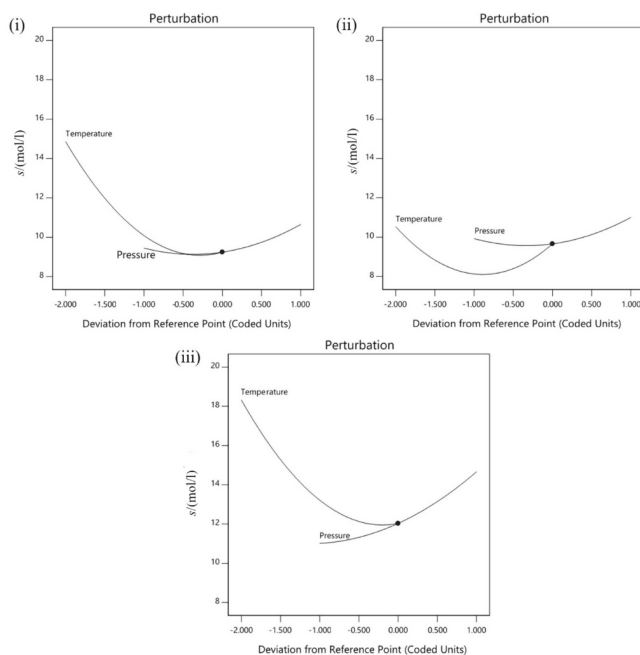 (i)
Perturbation
20
18
16
14
12
10
8
s/(mol/l)
Temperature
Pressure
-2.000 -1.500 -1.000 -0.500 0.000 0.500 1.000
Deviation from Reference Point (Coded Units)
(ii)
Perturbation
20
18
16
14
12
10
8
s/(mol/l)
Temperature
Pressure
-2.000 -1.500 -1.000 -0.500 0.000 0.500 1.000
Deviation from Reference Point (Coded Units)
(iii)
Perturbation
20
18
16
14
12
10
8
s/(mol/l)
Temperature
Pressure
-2.000 -1.500 -1.000 -0.500 0.000 0.500 1.000
Deviation from Reference Point (Coded Units)